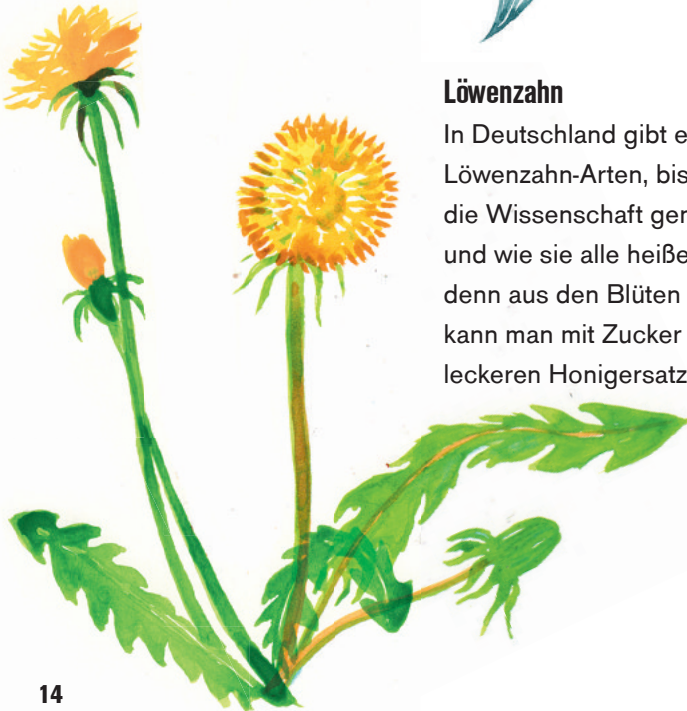 Löwenzahn
In Deutschland gibt e
Löwenzahn-Arten, bis
die Wissenschaft ger
und wie sie alle heiße
denn aus den Blüten
kann man mit Zucker
leckeren Honigersatz
14